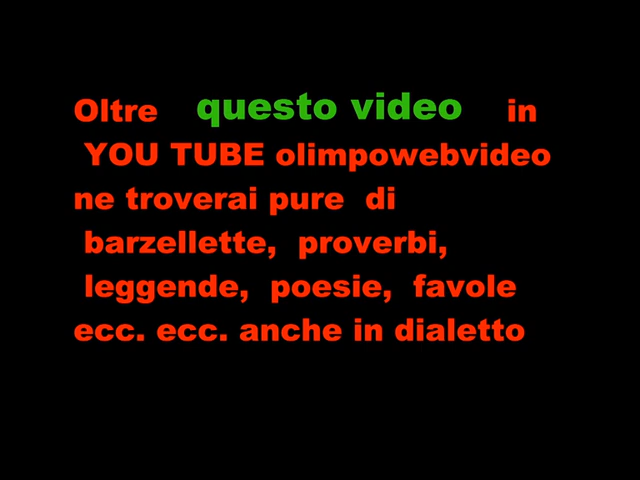 Oltre questo video in
YOU TUBE olimpowebvideo
ne troverai pure di
barzellette, proverbi,
leggende, poesie, favole
ecc. ecc. anche in dialetto